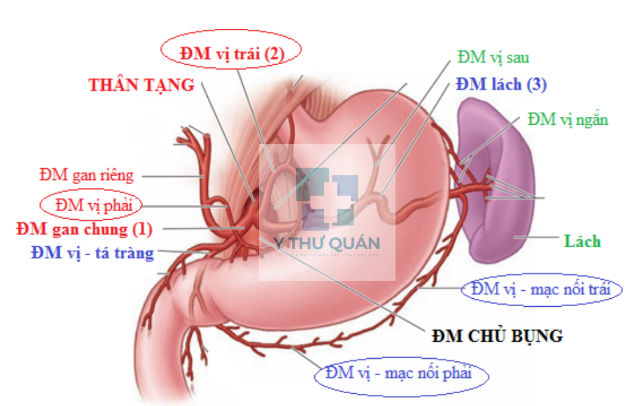 ĐM vị trái (2)
ĐM vị sau
THÂN TẠNG
ĐM lách (3)
ĐM vị ngắn
ĐM gan riêng
ĐM vị phải
ĐM gan chung (1)
ĐM vị - tá tràng
Y THƯ QUÁN
Lách
ĐM vị - mạc nối trái
ĐM CHỦ BỤNG
ĐM vị - mạc nối phải